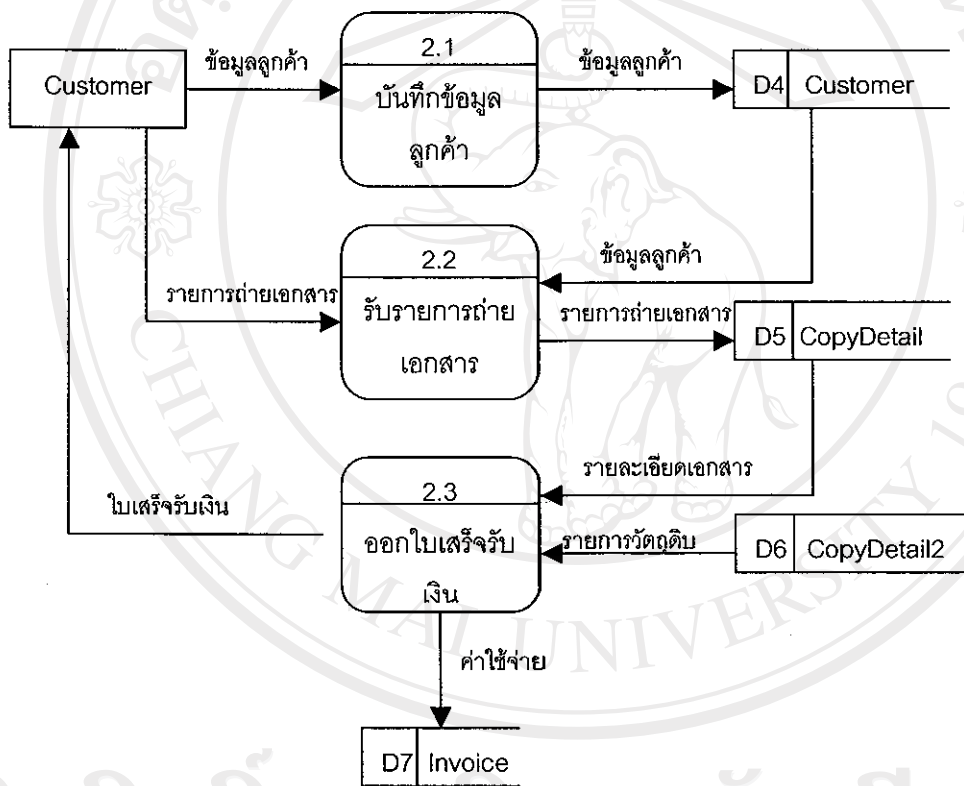 ข้อมูลลูกค้า
Customer
2.1
บันทึกข้อมูล
ลูกค้า
ข้อมูลลูกค้า
D4 Customer
ข้อมูลลูกค้า
2.2
รับรายการถ่าย
เอกสาร
รายการถ่ายเอกสาร
รายการถ่ายเอกสาร
D5 CopyDetail
รายละเอียดเอกสาร
2.3
ออกใบเสร็จรับ
เงิน
ใบเสร็จรับเงิน
รายการวัตถุดิบ
D6 CopyDetail2
ค่าใช้จ่าย
D7 Invoice
CHIANG MAI UNIVERSITY